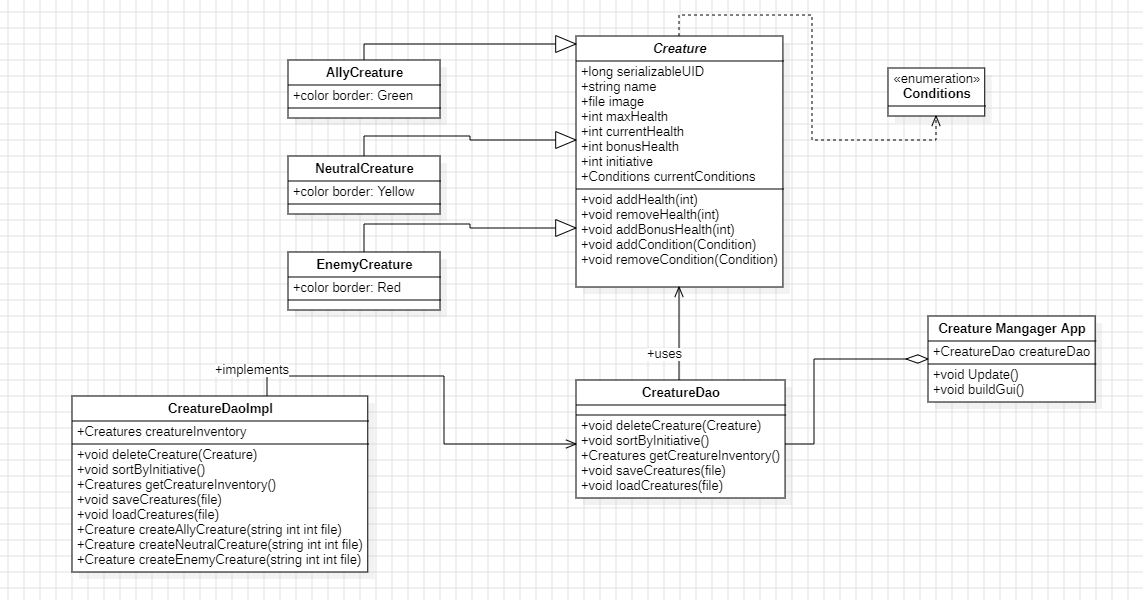 Creature
+long serializableUID
+string name
+file image
+int maxHealth
+int currentHealth
+int bonusHealth
+int initiative
+Conditions currentConditions
+void addHealth(int)
+void removeHealth(int)
+void addBonusHealth(int)
+void addCondition(Condition)
+void removeCondition(Condition)
AllyCreature
+color border: Green
«enumeration»
Conditions
NeutralCreature
+color border: Yellow
EnemyCreature
+color border: Red
Creature Mangager App
+CreatureDao creatureDao
+void Update()
+void buildGui()
+uses
+implements
CreatureDao
+void deleteCreature(Creature)
+void sortByInitiative()
+Creatures getCreatureInventory()
+void saveCreatures(file)
+void loadCreatures(file)
CreatureDaoImpl
+Creatures creatureInventory
+void deleteCreature(Creature)
+void sortByInitiative()
+Creatures getCreatureInventory()
+void saveCreatures(file)
+void loadCreatures(file)
+Creature createAllyCreature(string int int file)
+Creature createNeutralCreature(string int int file)
+Creature createEnemyCreature(string int int file)